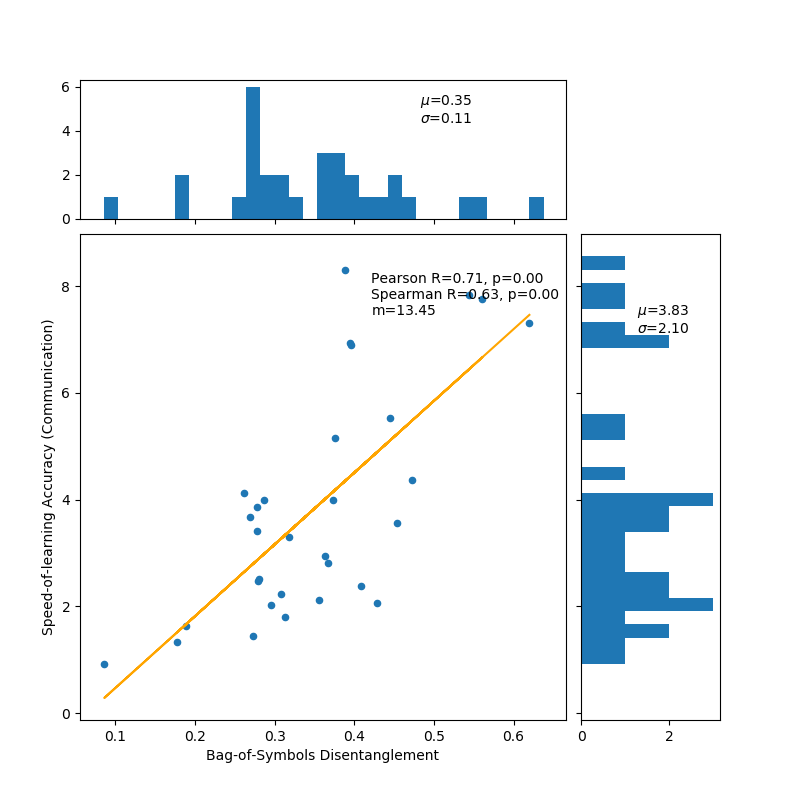 6
4
2
0
μ=0.35
σ=0.11
8
6
4
2
0
Speed-of-learning Accuracy (Communication)
Pearson R=0.71, p=0.00
Spearman R=0.63, p=0.00
m=13.45
μ=3.83
σ=2.10
0.1 0.2 0.3 0.4 0.5 0.6
Bag-of-Symbols Disentanglement
0 2